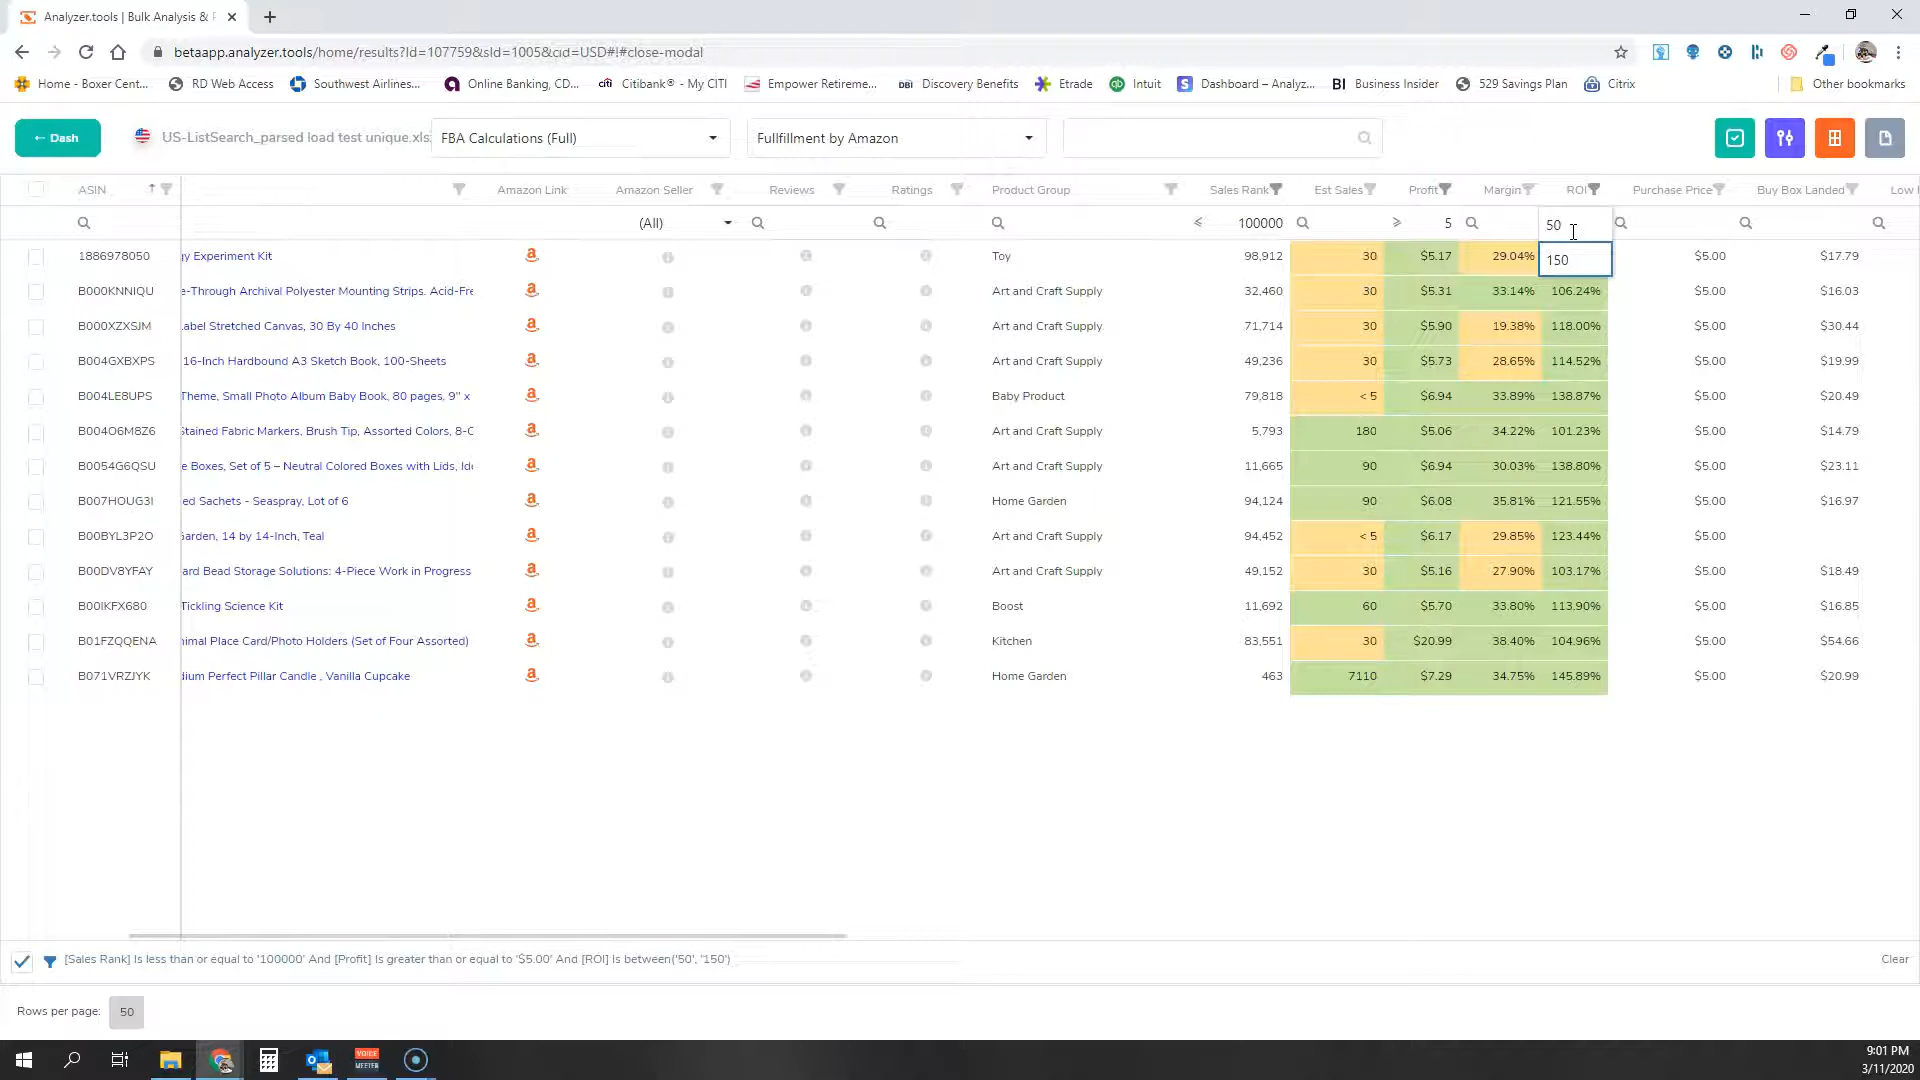 Analyzer.tools | Bulk Analysis &
betaapp.analyzer.tools/home/results?Id=107759&sId=1005&cid=USD#!#close-modal
Home - Boxer Cent... RD Web Access Southwest Airlines... Online Banking, CD... citi Citibank® - My CITI Empower Retireme... DBI Discovery Benefits Etrade Intuit Dashboard – Analyz... BI Business Insider 529 Savings Plan Citrix Other bookmarks
← Dash US-ListSearch_parsed load test unique.xls FBA Calculations (Full) Fullfillment by Amazon
ASIN Amazon Link Amazon Seller Reviews Ratings Product Group Sales Rank Est Sales Profit Margin ROI Purchase Price Buy Box Landed Low
(All) < 100000 > 5 50
1886978050 gy Experiment Kit Toy 98,912 30 $5.17 29.04% 150 $5.00 $17.79
B000KNNIQU e-Through Archival Polyester Mounting Strips. Acid-Fre Art and Craft Supply 32,460 30 $5.31 33.14% 106.24% $5.00 $16.03
B000XZXSJM Label Stretched Canvas, 30 By 40 Inches Art and Craft Supply 71,714 30 $5.90 19.38% 118.00% $5.00 $30.44
B004GXBXPS 16-Inch Hardbound A3 Sketch Book, 100-Sheets Art and Craft Supply 49,236 30 $5.73 28.65% 114.52% $5.00 $19.99
B004LE8UPS Theme, Small Photo Album Baby Book, 80 pages, 9" x Baby Product 79,818 < 5 $6.94 33.89% 138.87% $5.00 $20.49
B004O6M8Z6 Stained Fabric Markers, Brush Tip, Assorted Colors, 8-C Art and Craft Supply 5,793 180 $5.06 34.22% 101.23% $5.00 $14.79
B0054G6QSU e Boxes, Set of 5 – Neutral Colored Boxes with Lids, Ide Art and Craft Supply 11,665 90 $6.94 30.03% 138.80% $5.00 $23.11
B007HOUG3I ed Sachets - Seaspray, Lot of 6 Home Garden 94,124 90 $6.08 35.81% 121.55% $5.00 $16.97
B00BYL3P2O Garden, 14 by 14-Inch, Teal Art and Craft Supply 94,452 < 5 $6.17 29.85% 123.44% $5.00
B00DV8YFAY ard Bead Storage Solutions: 4-Piece Work in Progress Art and Craft Supply 49,152 30 $5.16 27.90% 103.17% $5.00 $18.49
B00IKFX680 Tickling Science Kit Boost 11,692 60 $5.70 33.80% 113.90% $5.00 $16.85
B01FZQQENA nimal Place Card/Photo Holders (Set of Four Assorted) Kitchen 83,551 30 $20.99 38.40% 104.96% $5.00 $54.66
B071VRZJYK dium Perfect Pillar Candle , Vanilla Cupcake Home Garden 463 7110 $7.29 34.75% 145.89% $5.00 $20.99
[Sales Rank] Is less than or equal to '100000' And [Profit] Is greater than or equal to '$5.00' And [ROI] Is between('50', '150') Clear
Rows per page: 50
VOICE
MEETER
9:01 PM
3/11/2020